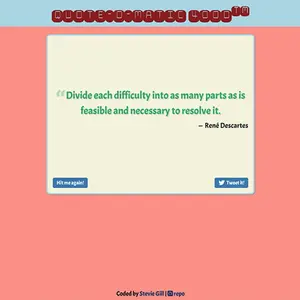 QUOTE-O-MATIC 4000™
“Divide each difficulty into as many parts as is
feasible and necessary to resolve it.
— René Descartes
Hit me again!
Tweet it!
Coded by Stevie Gill | repo